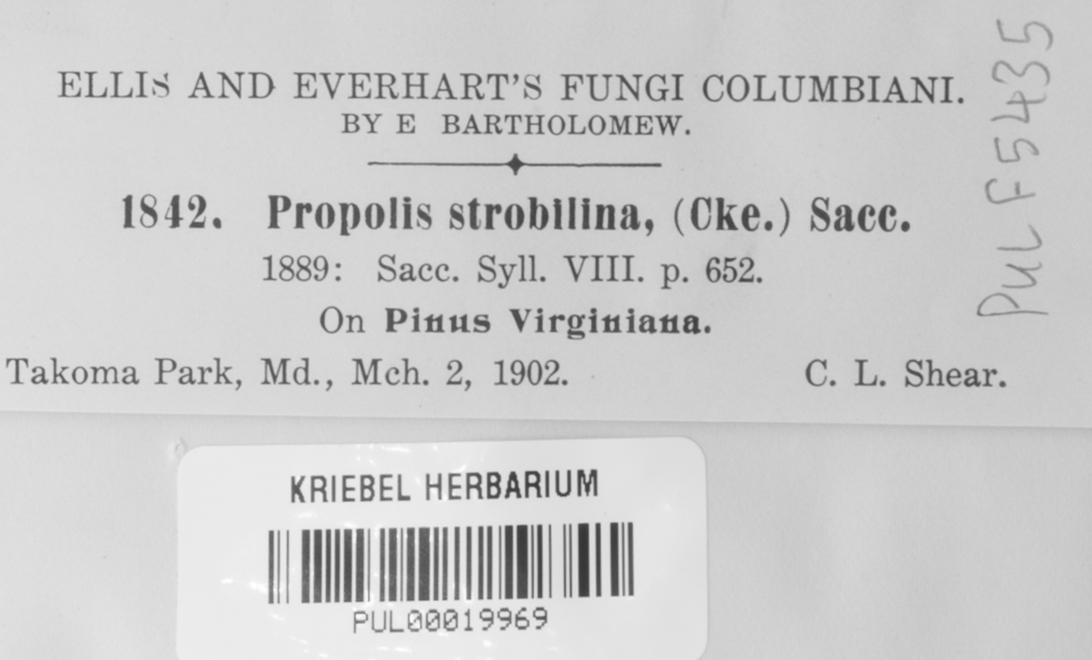 ELLIS AND EVERHART'S FUNGI COLUMBIANI.
BY E BARTHOLOMEW.
1842. Propolis strobilina, (Cke.) Sacc.
1889: Sacc. Syll. VIII. p. 652.
On Pinus Virginiana.
Takoma Park, Md., Mch. 2, 1902. C. L. Shear.
PUL F5435
KRIEBEL HERBARIUM
PUL00019969